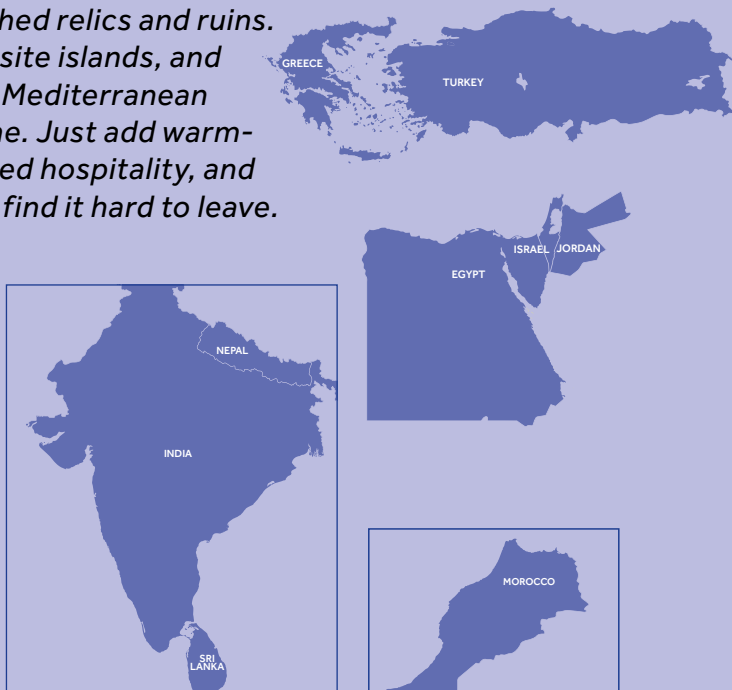 hed relics and ruins.
site islands, and
Mediterranean
ne. Just add warm-
ed hospitality, and
find it hard to leave.
GREECE
TURKEY
ISRAEL
JORDAN
EGYPT
NEPAL
INDIA
MOROCCO
SRI
LANKA